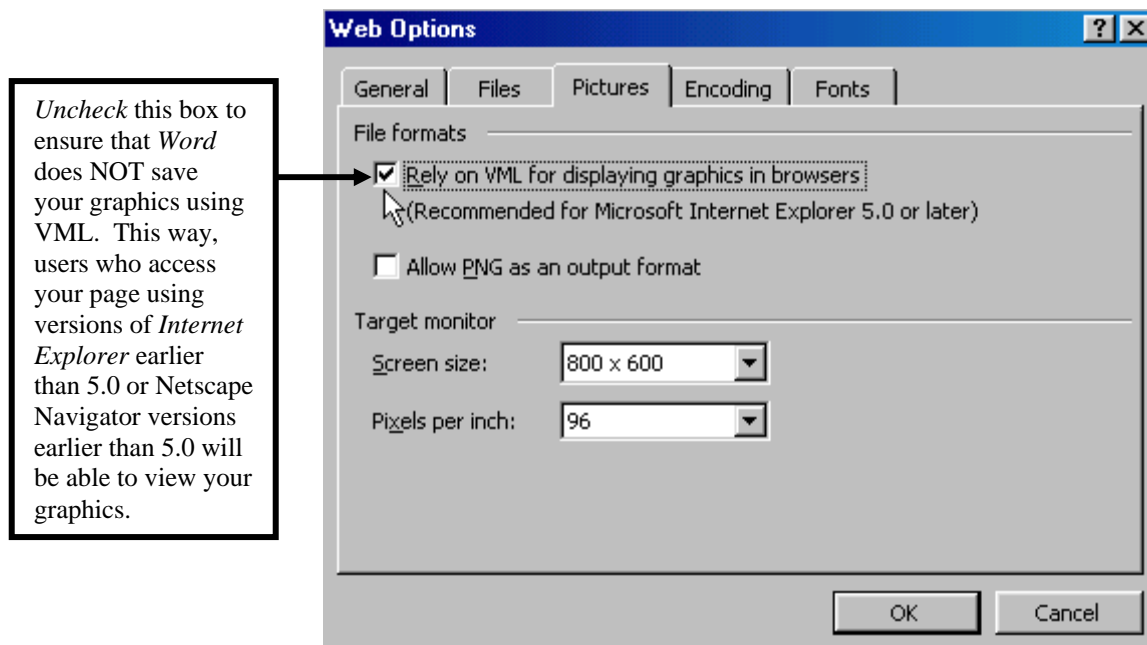 Web Options
General Files Pictures Encoding Fonts
Uncheck this box to
ensure that Word
does NOT save
your graphics using
VML. This way,
users who access
your page using
versions of Internet
Explorer earlier
than 5.0 or Netscape
Navigator versions
earlier than 5.0 will
be able to view your
graphics.
File formats
Rely on VML for displaying graphics in browsers
(Recommended for Microsoft Internet Explorer 5.0 or later)
Allow PNG as an output format
Target monitor
Screen size: 800 x 600
Pixels per inch: 96
OK Cancel